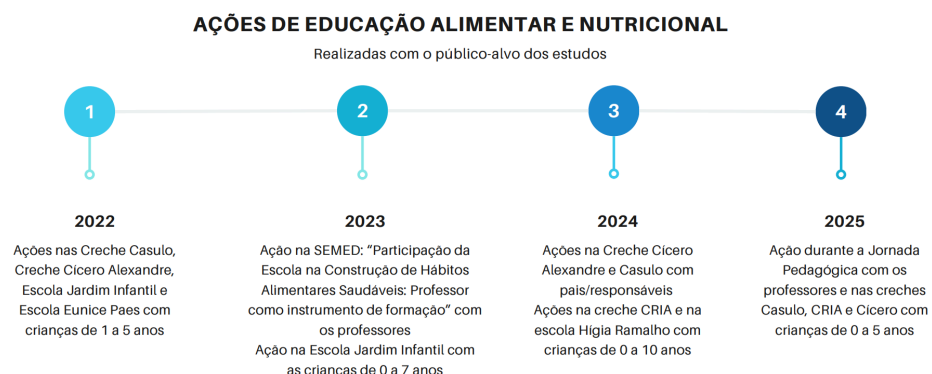 AÇÕES DE EDUCAÇÃO ALIMENTAR E NUTRICIONAL
Realizadas com o público-alvo dos estudos
1
2
3
4
2022
Ações nas Creche Casulo,
Creche Cícero Alexandre,
Escola Jardim Infantil e
Escola Eunice Paes com
crianças de 1 a 5 anos
2023
Ação na SEMED: “Participação da
Escola na Construção de Hábitos
Alimentares Saudáveis: Professor
como instrumento de formação” com
os professores
Ação na Escola Jardim Infantil com
as crianças de 0 a 7 anos
2024
Ações na Creche Cícero
Alexandre e Casulo com
pais/responsáveis
Ações na creche CRIA e na
escola Hígia Ramalho com
crianças de 0 a 10 anos
2025
Ação durante a Jornada
Pedagógica com os
professores e nas creches
Casulo, CRIA e Cícero com
crianças de 0 a 5 anos